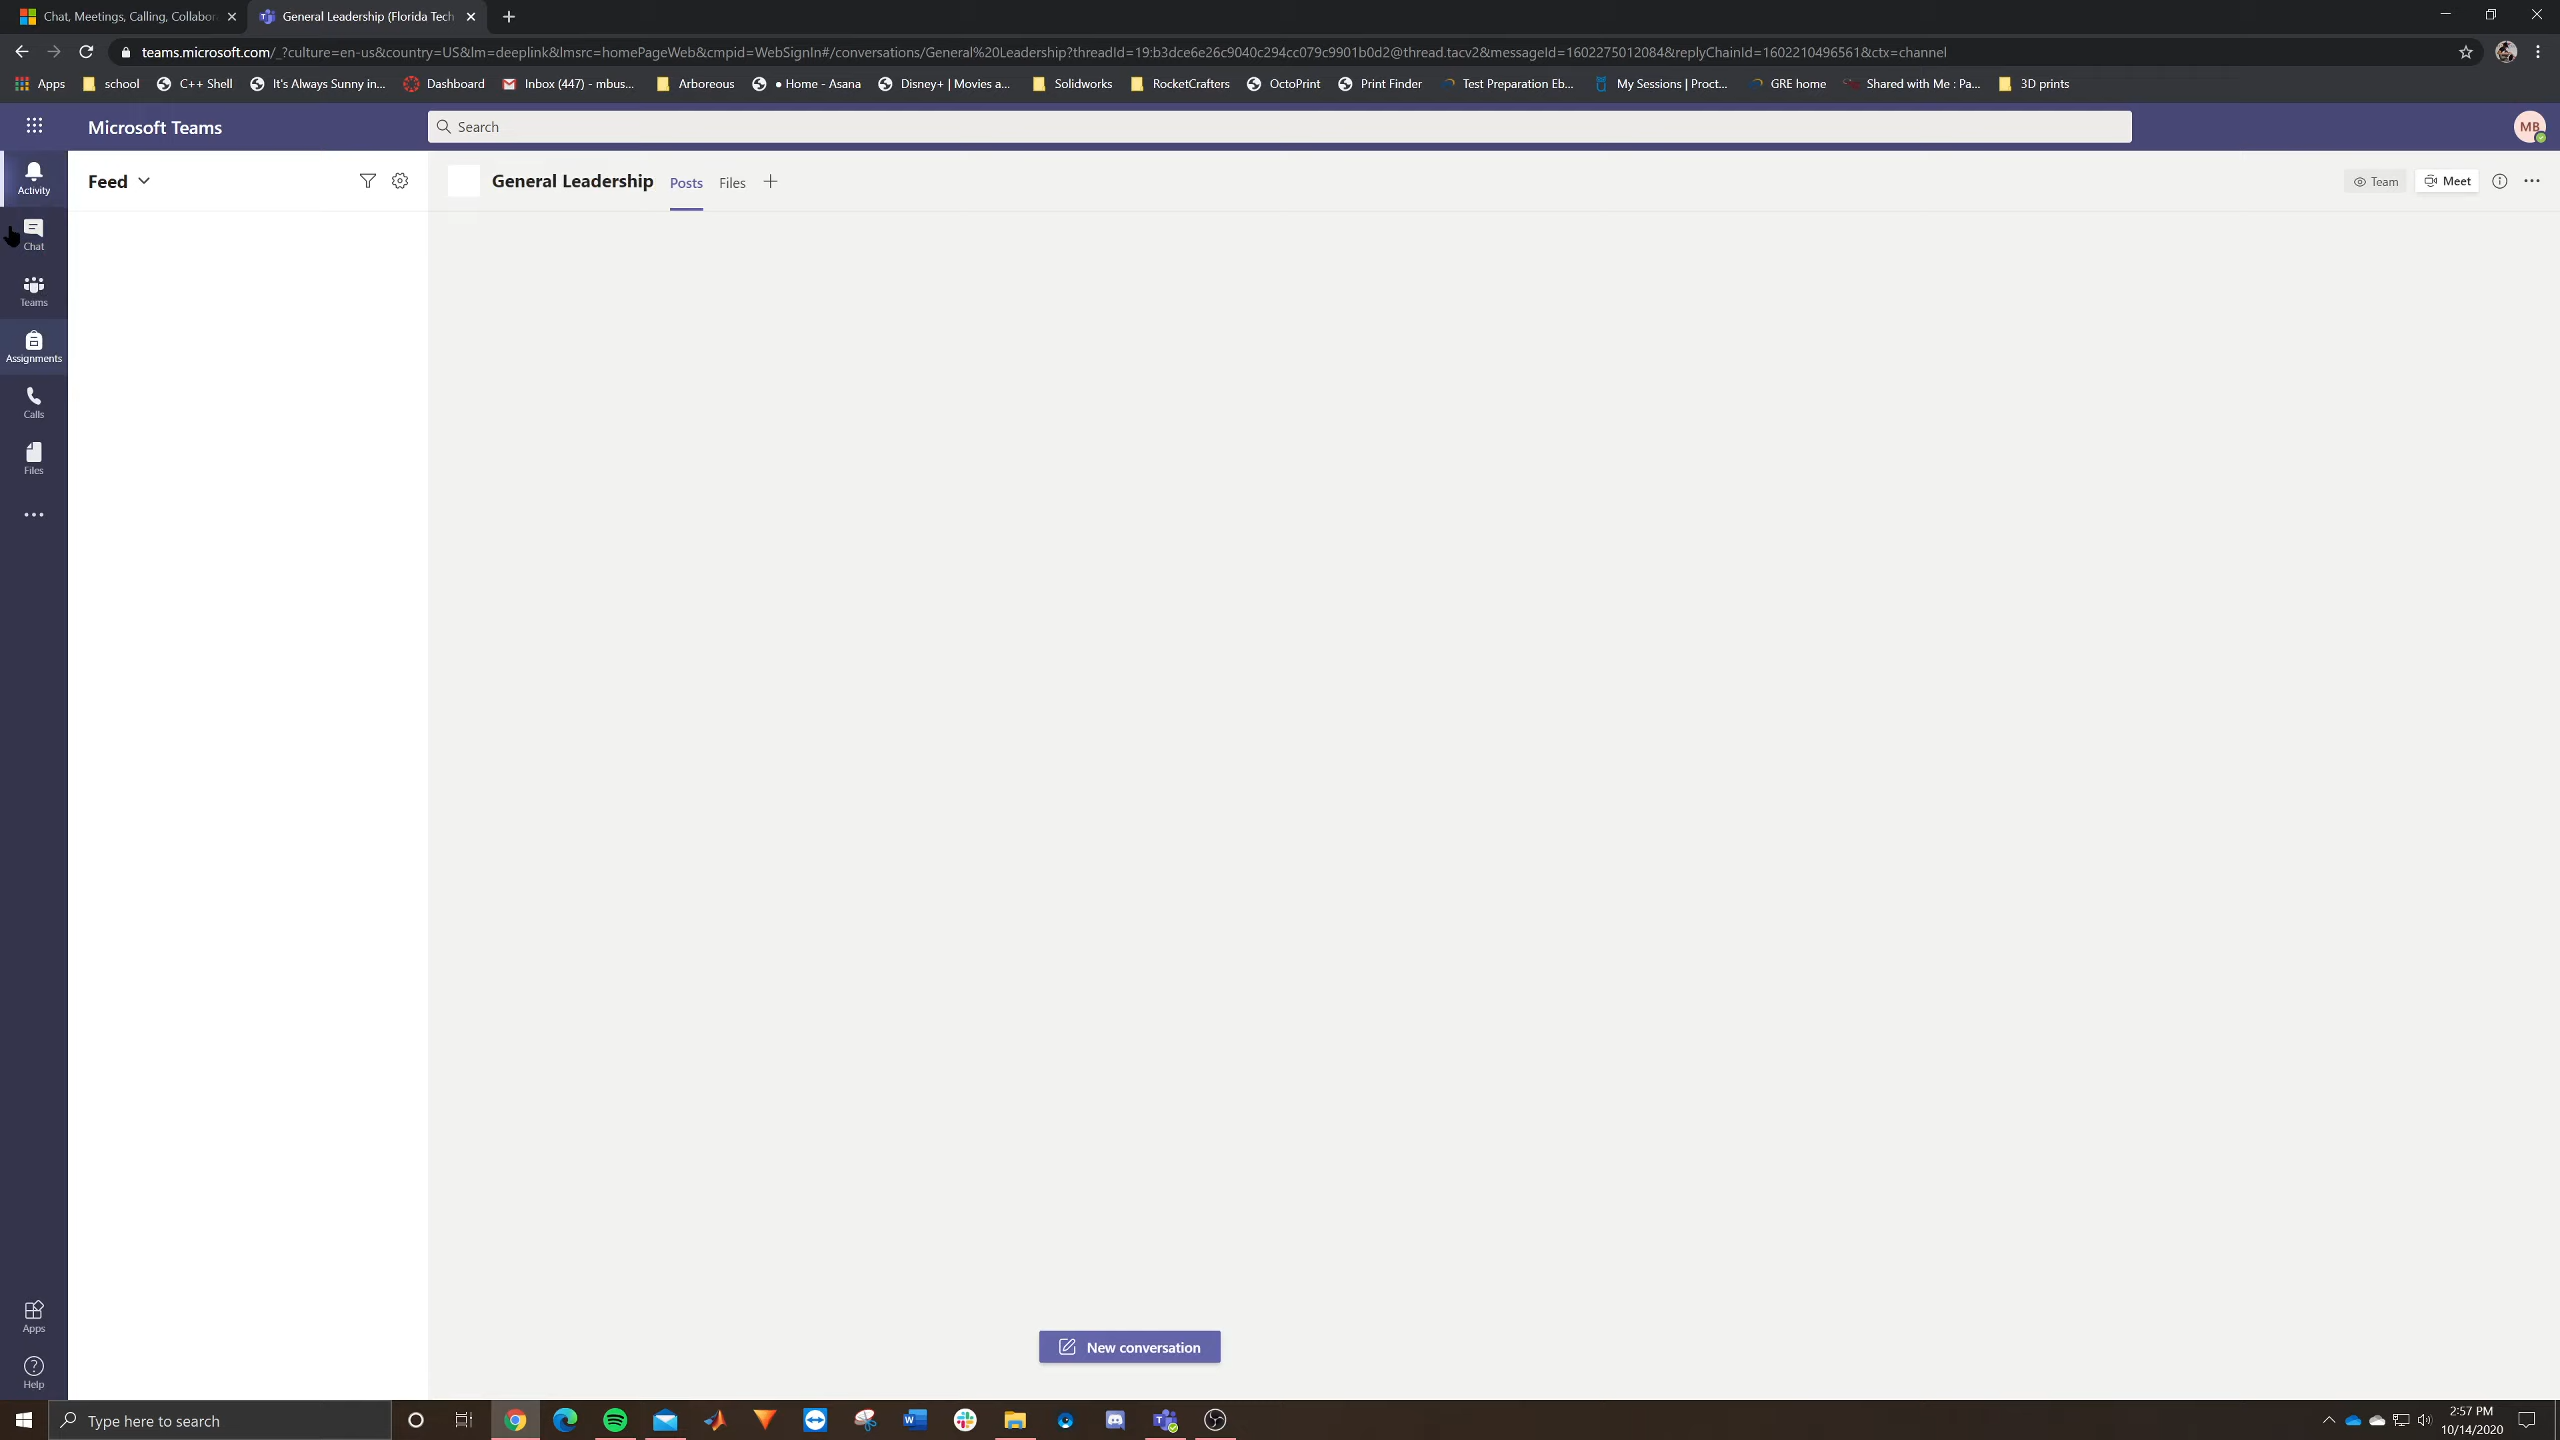 Chat, Meetings, Calling, Collabor
General Leadership (Florida Tech
teams.microsoft.com/_?culture=en-us&country=US&lm=deeplink&lmsrc=homePageWeb&cmpid=WebSignIn#/conversations/General%20Leadership?threadId=19:b3dce6e26c9040c294cc079c9901b0d2@thread.tacv2&messageId=1602275012084&replyChainId=1602210496561&ctx=channel
Apps school C++ Shell It's Always Sunny in... Dashboard Inbox (447) - mbus... Arboreous • Home - Asana Disney+ | Movies a... Solidworks RocketCrafters OctoPrint Print Finder Test Preparation Eb... My Sessions | Proct... GRE home Shared with Me : Pa... 3D prints
Microsoft Teams
Search
MB
Activity
Chat
Teams
Assignments
Calls
Files
Feed
General Leadership Posts Files
Team Meet
New conversation
Apps
Help
Type here to search
2:57 PM
10/14/2020